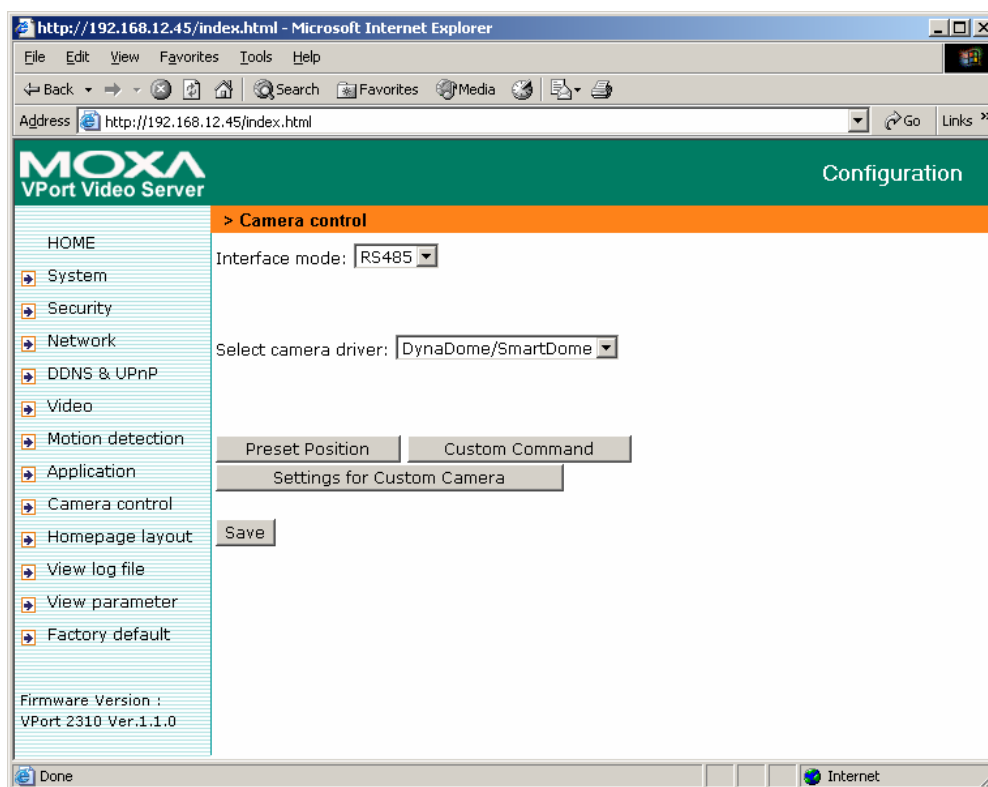 http://192.168.12.45/index.html - Microsoft Internet Explorer
File Edit View Favorites Tools Help
Back Search Favorites Media
Address http://192.168.12.45/index.html Go Links »
MOXA
VPort Video Server
Configuration
> Camera control
HOME
System
Security
Network
DDNS & UPnP
Video
Motion detection
Application
Camera control
Homepage layout
View log file
View parameter
Factory default
Firmware Version :
VPort 2310 Ver.1.1.0
Interface mode: RS485
Select camera driver: DynaDome/SmartDome
Preset Position Custom Command
Settings for Custom Camera
Save
Done Internet